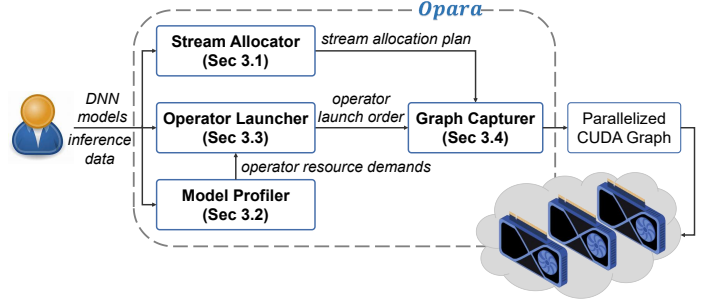 Opara
Stream Allocator
(Sec 3.1)
stream allocation plan
DNN
models
inference
data
Operator Launcher
(Sec 3.3)
operator
launch order
Graph Capturer
(Sec 3.4)
Parallelized
CUDA Graph
operator resource demands
Model Profiler
(Sec 3.2)